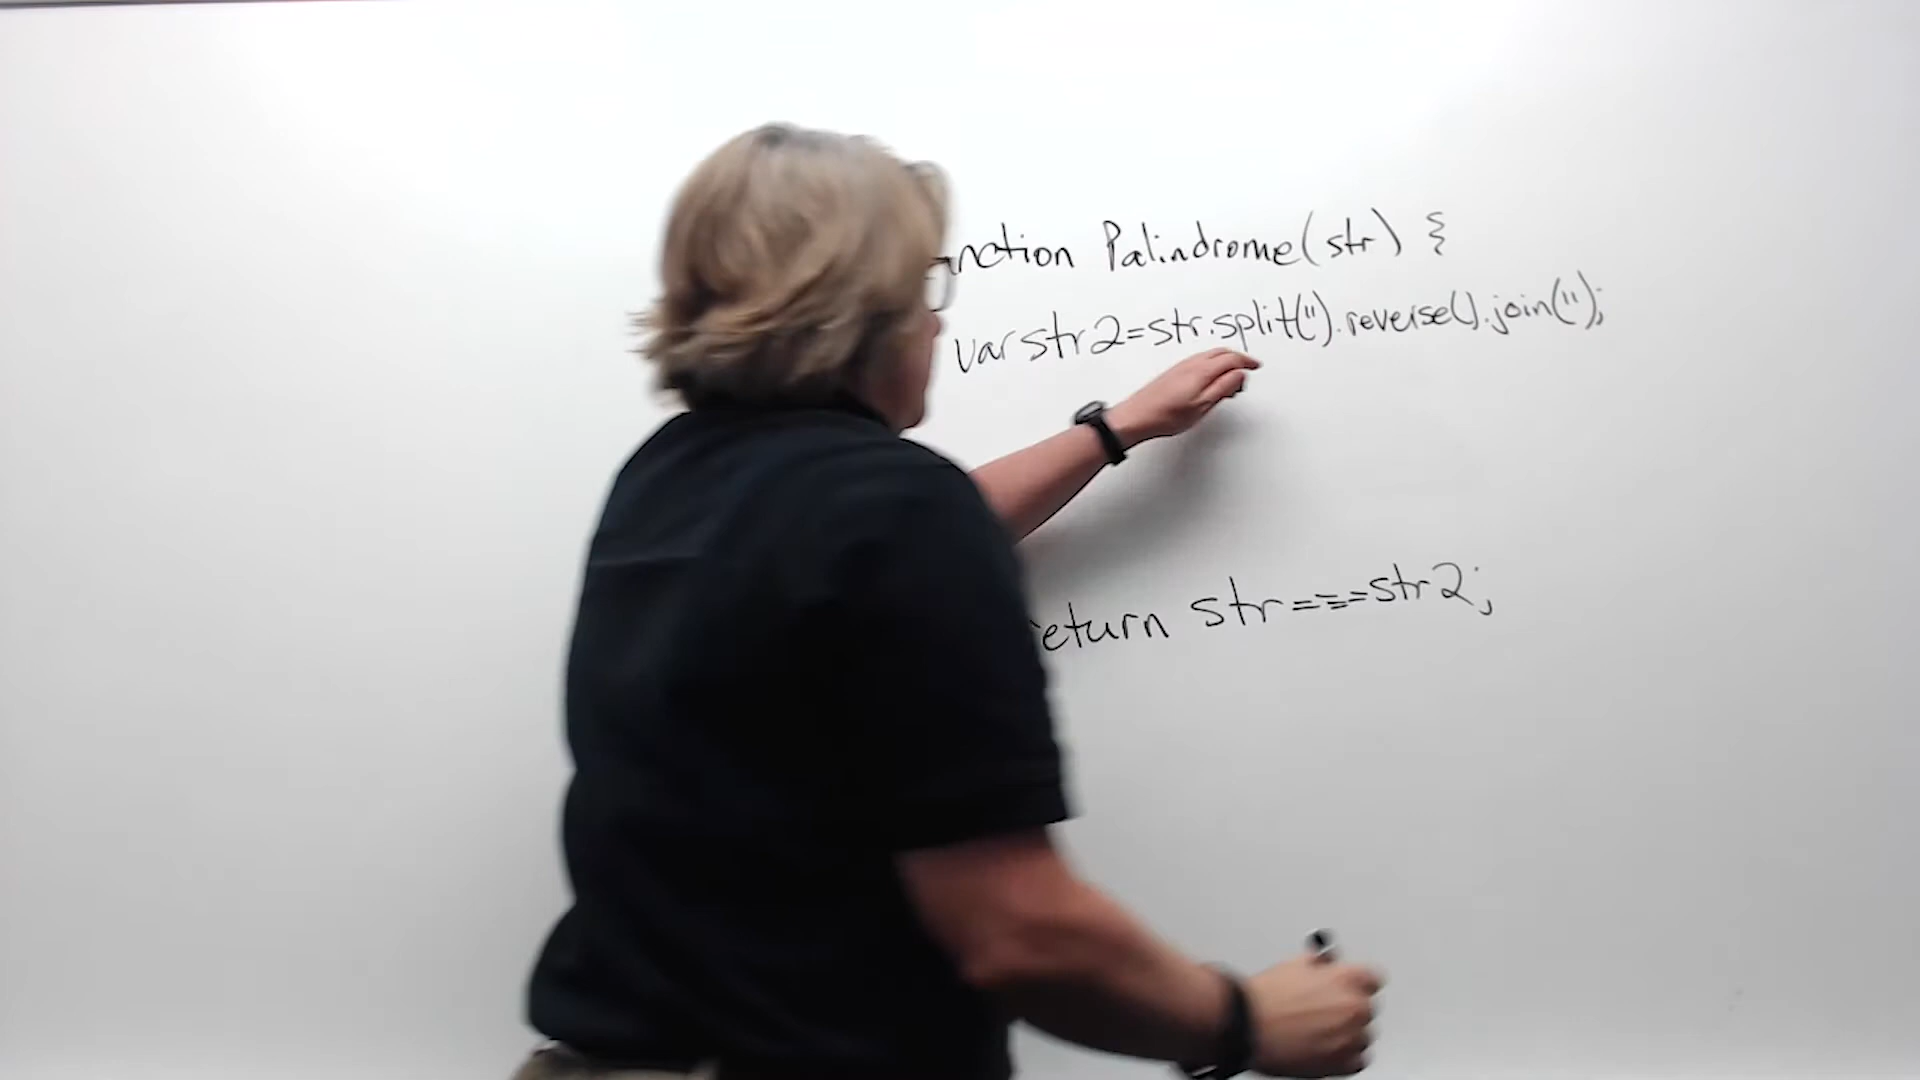 nction Palindrome(str) {
var str2=str.split('').reverse().join('');
eturn str===str2;